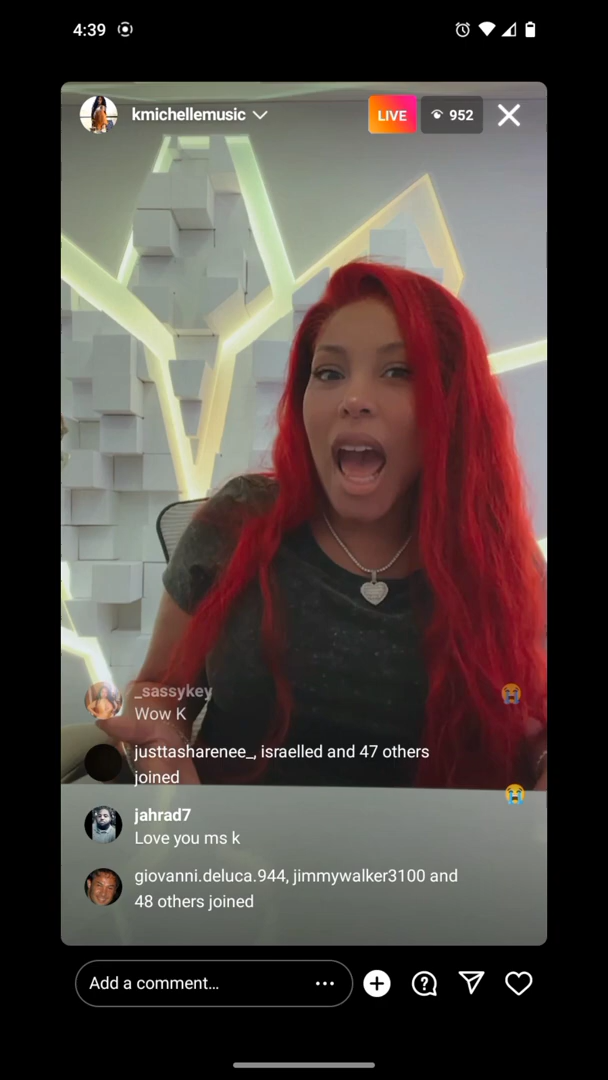 4:39
kmichellemusic
LIVE
952
_sassykey
Wow K
justtasharenee_, israelled and 47 others
joined
jahrad7
Love you ms k
giovanni.deluca.944, jimmywalker3100 and
48 others joined
Add a comment...